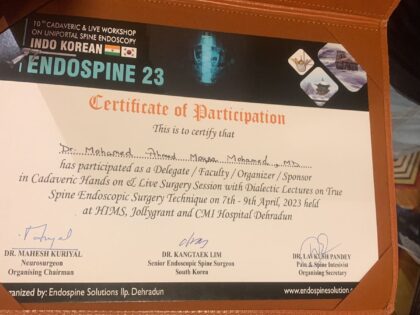 10TH CADAVERIC & LIVE WORKSHOP
ON UNIPORTAL SPINE ENDOSCOPY
INDO KOREAN
ENDOSPINE 23
Certificate of Participation
This is to certify that
Dr. Mohamed Ahmed Mohamed, MD
has participated as a Delegate / Faculty / Organizer / Sponsor
in Cadaveric Hands on & Live Surgery Session with Dialectic Lectures on True
Spine Endoscopic Surgery Technique on 7th - 9th April, 2023 held
at HIMS, Jollygrant and CMI Hospital Dehradun
DR. MAHESH KURIYAL
Neurosurgeon
Organising Chairman
DR. KANGTAEK LIM
Senior Endoscopic Spine Surgeon
South Korea
DR. LAVKUSH PANDEY
Pain & Spine Intensivist
Organising Secretary
ganized by: Endospine Solutions llp. Dehradun
www.endospinesolution